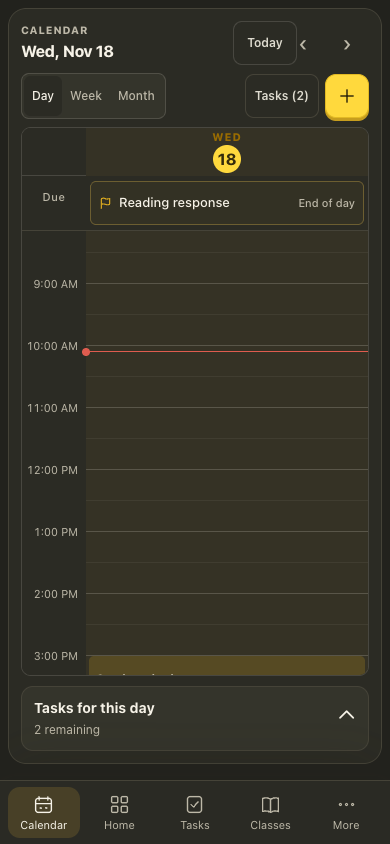 CALENDAR
Wed, Nov 18
Today
Day Week Month
Tasks (2)
WED
18
Due
Reading response
End of day
9:00 AM
10:00 AM
11:00 AM
12:00 PM
1:00 PM
2:00 PM
3:00 PM
Tasks for this day
2 remaining
Calendar Home Tasks Classes More